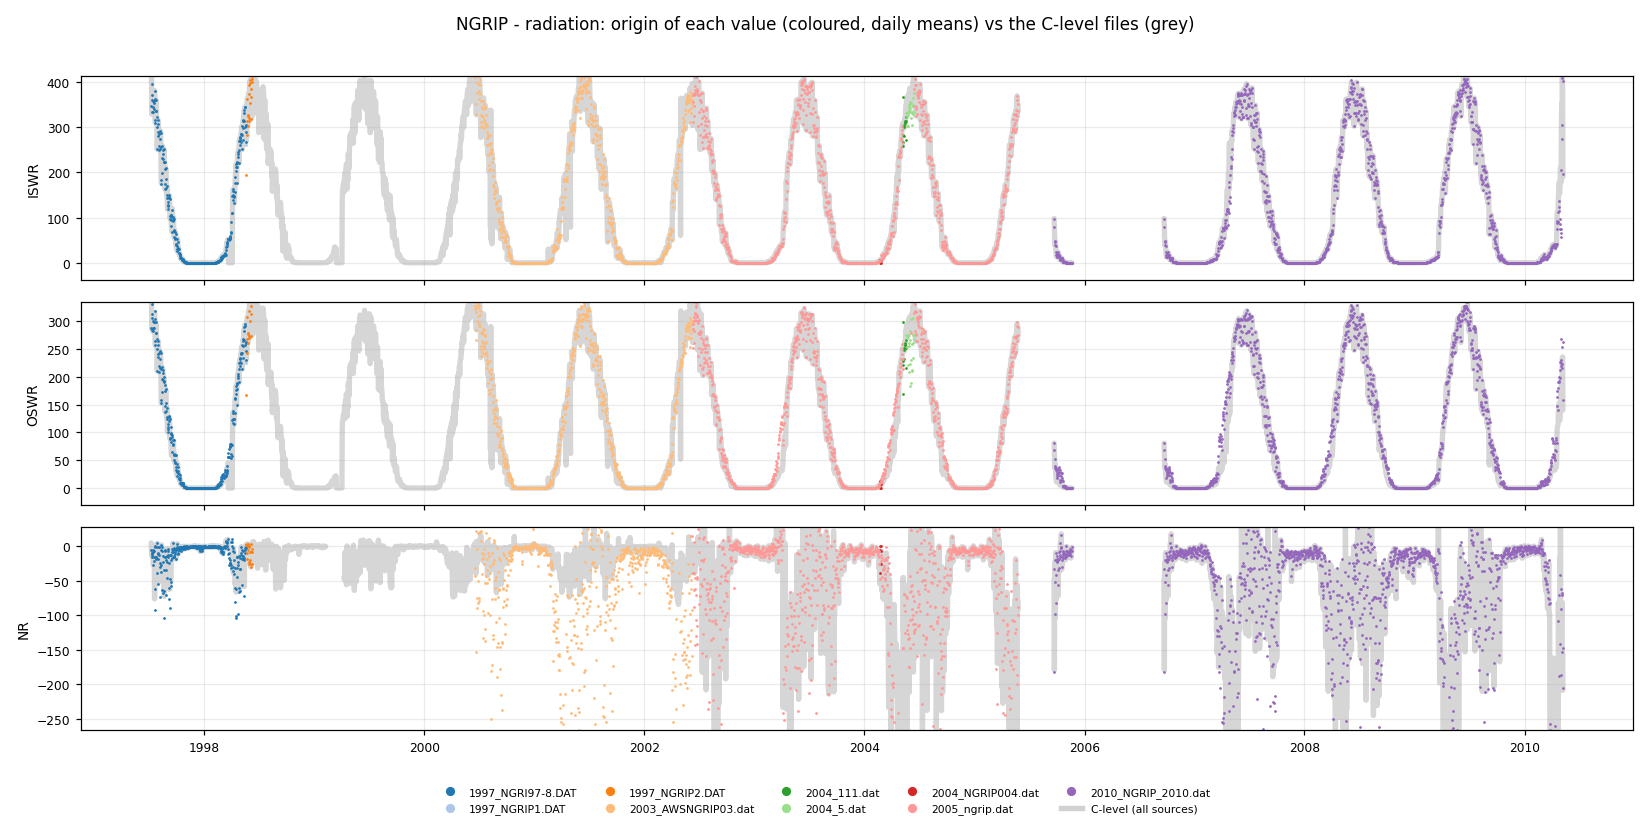 NGRIP - radiation: origin of each value (coloured, daily means) vs the C-level files (grey)
ISWR
400
300
200
100
0
OSWR
300
250
200
150
100
50
0
NR
0
−50
−100
−150
−200
−250
1998 2000 2002 2004 2006 2008 2010
1997_NGRI97-8.DAT 1997_NGRIP2.DAT 2004_111.dat 2004_NGRIP004.dat 2010_NGRIP_2010.dat
1997_NGRIP1.DAT 2003_AWSNGRIP03.dat 2004_5.dat 2005_ngrip.dat C-level (all sources)